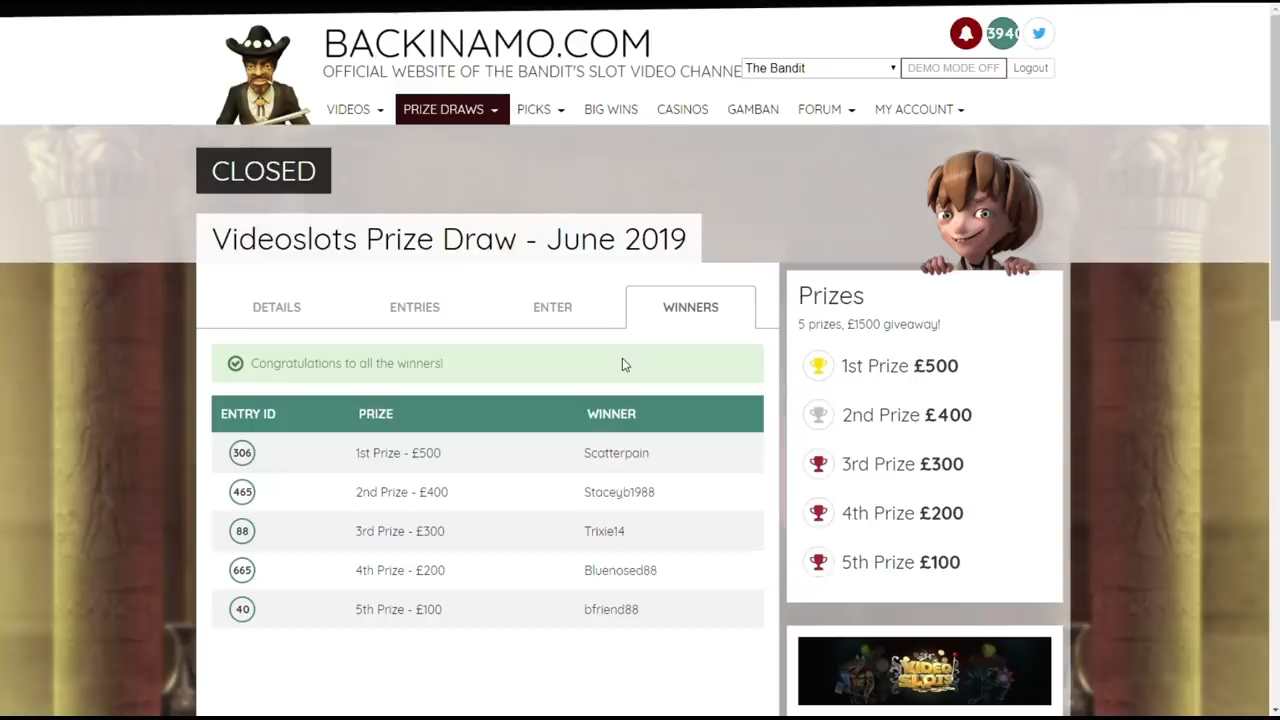 BACKINAMO.COM
OFFICIAL WEBSITE OF THE BANDIT'S SLOT VIDEO CHANNE
3940
The Bandit
DEMO MODE OFF
Logout
VIDEOS
PRIZE DRAWS
PICKS
BIG WINS
CASINOS
GAMBAN
FORUM
MY ACCOUNT
CLOSED
Videoslots Prize Draw - June 2019
DETAILS
ENTRIES
ENTER
WINNERS
Congratulations to all the winners!
ENTRY ID PRIZE WINNER
306 1st Prize - £500 Scatterpain
465 2nd Prize - £400 Staceyb1988
88 3rd Prize - £300 Trixie14
665 4th Prize - £200 Bluenosed88
40 5th Prize - £100 bfriend88
Prizes
5 prizes, £1500 giveaway!
1st Prize £500
2nd Prize £400
3rd Prize £300
4th Prize £200
5th Prize £100
VIDEO
SLOTS